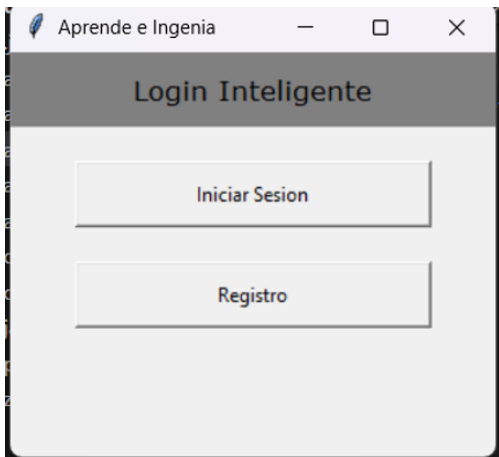 Aprende e Ingenia
Login Inteligente
Iniciar Sesion
Registro